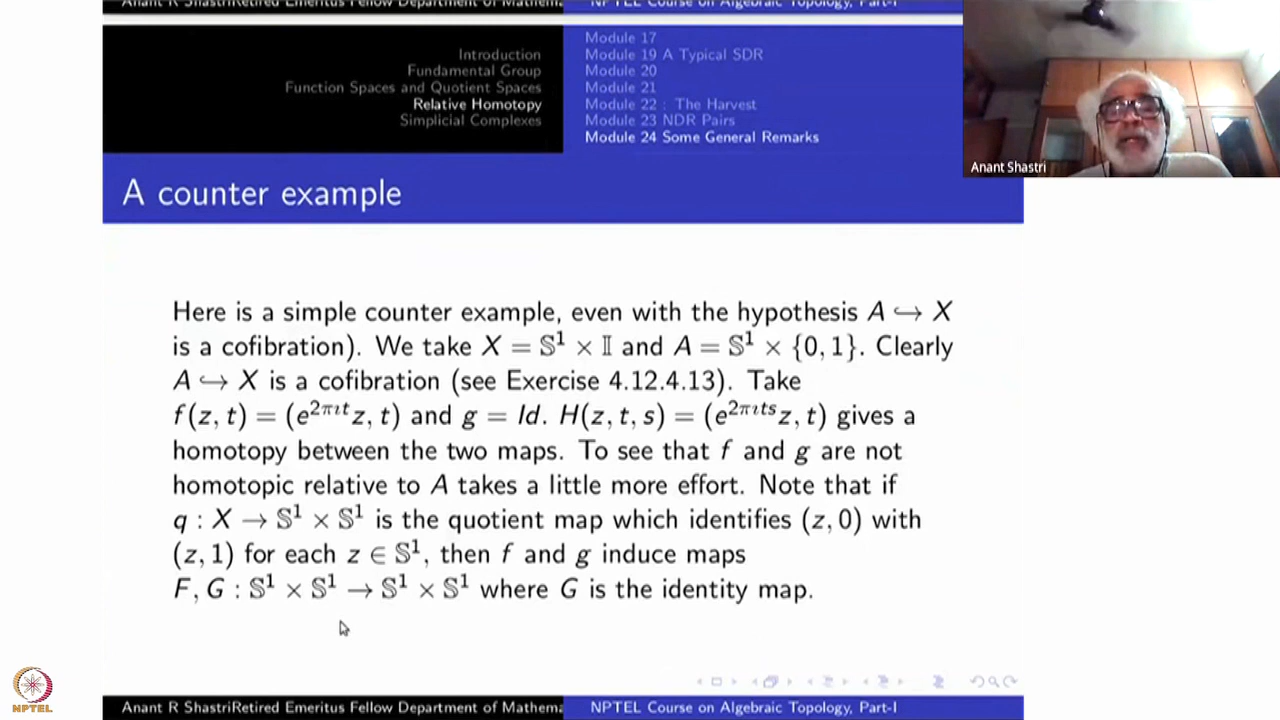 Anant R ShastriRetired Emeritus Fellow Department of Mathema
NPTEL Course on Algebraic Topology, Part-I
Introduction
Fundamental Group
Function Spaces and Quotient Spaces
Relative Homotopy
Simplicial Complexes
Module 17
Module 19 A Typical SDR
Module 20
Module 21
Module 22 : The Harvest
Module 23 NDR Pairs
Module 24 Some General Remarks
Anant Shastri
A counter example
Here is a simple counter example, even with the hypothesis A ↪ X
is a cofibration). We take X = 𝕊¹ × 𝕀 and A = 𝕊¹ × {0, 1}. Clearly
A ↪ X is a cofibration (see Exercise 4.12.4.13). Take
f(z, t) = (e^{2πıt}z, t) and g = Id. H(z, t, s) = (e^{2πıts}z, t) gives a
homotopy between the two maps. To see that f and g are not
homotopic relative to A takes a little more effort. Note that if
q : X → 𝕊¹ × 𝕊¹ is the quotient map which identifies (z, 0) with
(z, 1) for each z ∈ 𝕊¹, then f and g induce maps
F, G : 𝕊¹ × 𝕊¹ → 𝕊¹ × 𝕊¹ where G is the identity map.
NPTEL
Anant R ShastriRetired Emeritus Fellow Department of Mathema
NPTEL Course on Algebraic Topology, Part-I